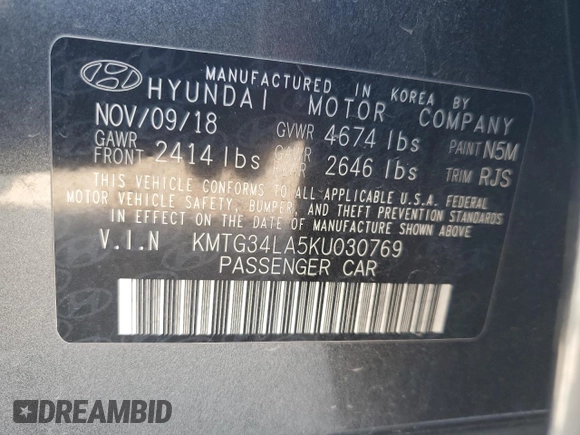 MANUFACTURED IN KOREA BY
HYUNDAI MOTOR COMPANY
NOV/09/18 GVWR 4674 lbs PAINT N5M
GAWR FRONT 2414 lbs 2646 lbs TRIM RJS
THIS VEHICLE CONFORMS TO ALL APPLICABLE U.S.A. FEDERAL
MOTOR VEHICLE SAFETY, BUMPER, AND THEFT PREVENTION STANDARDS
IN EFFECT ON THE DATE OF MANUFACTURE SHOWN ABOVE.
V.I.N KMTG34LA5KU030769
PASSENGER CAR
DREAMBID